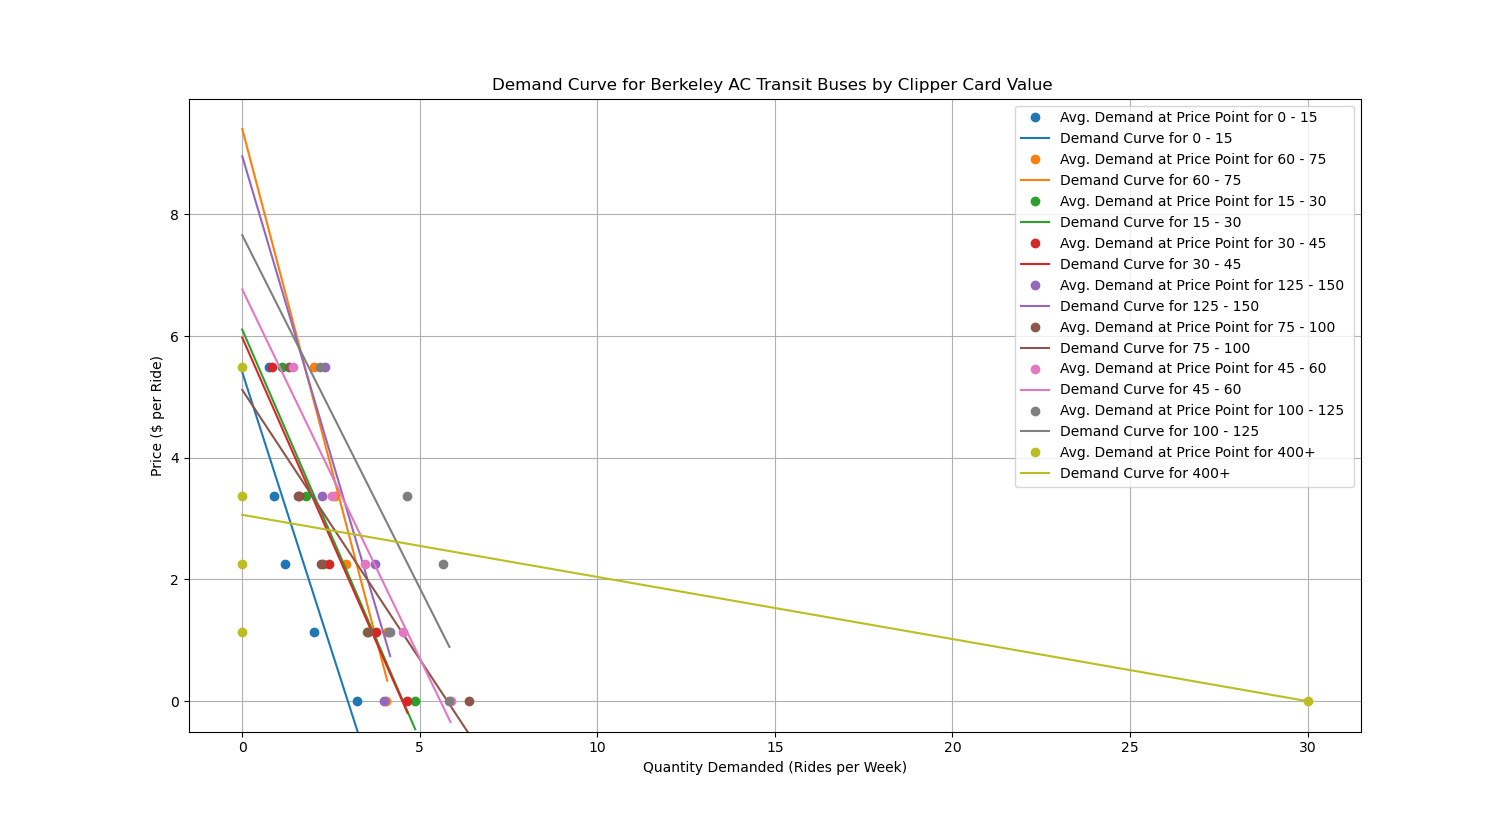 Demand Curve for Berkeley AC Transit Buses by Clipper Card Value
Avg. Demand at Price Point for 0 - 15
Demand Curve for 0 - 15
Avg. Demand at Price Point for 60 - 75
Demand Curve for 60 - 75
Avg. Demand at Price Point for 15 - 30
Demand Curve for 15 - 30
Avg. Demand at Price Point for 30 - 45
Demand Curve for 30 - 45
Avg. Demand at Price Point for 125 - 150
Demand Curve for 125 - 150
Avg. Demand at Price Point for 75 - 100
Demand Curve for 75 - 100
Avg. Demand at Price Point for 45 - 60
Demand Curve for 45 - 60
Avg. Demand at Price Point for 100 - 125
Demand Curve for 100 - 125
Avg. Demand at Price Point for 400+
Demand Curve for 400+
Price ($ per Ride)
8
6
4
2
0
0 5 10 15 20 25 30
Quantity Demanded (Rides per Week)